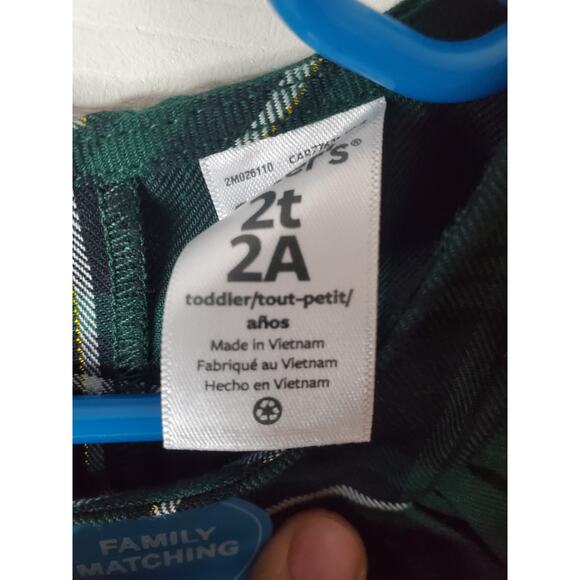 2M026110
2t
2A
toddler/tout-petit/
años
Made in Vietnam
Fabriqué au Vietnam
Hecho en Vietnam
FAMILY
MATCHING